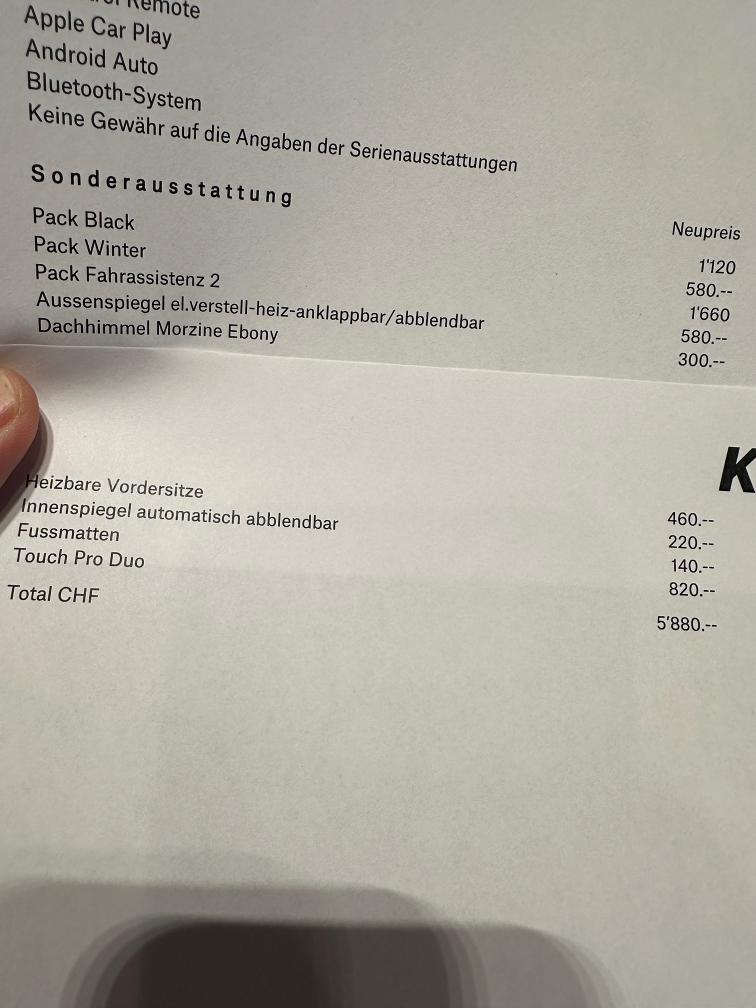 Remote
Apple Car Play
Android Auto
Bluetooth-System
Keine Gewähr auf die Angaben der Serienausstattungen
Sonderausstattung
Neupreis
Pack Black 1'120
Pack Winter 580.--
Pack Fahrassistenz 2 1'660
Aussenspiegel el.verstell-heiz-anklappbar/abblendbar 580.--
Dachhimmel Morzine Ebony 300.--
K
Heizbare Vordersitze 460.--
Innenspiegel automatisch abblendbar 220.--
Fussmatten 140.--
Touch Pro Duo 820.--
Total CHF 5'880.--